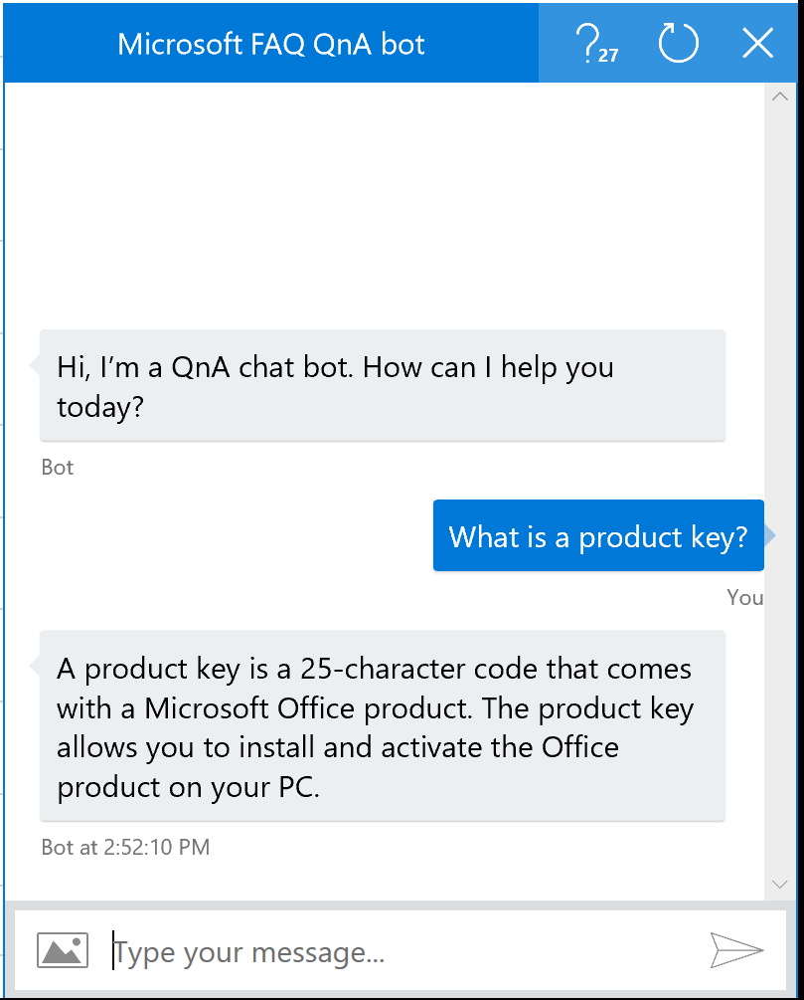 Microsoft FAQ QnA bot
?27
Hi, I’m a QnA chat bot. How can I help you
today?
Bot
What is a product key?
You
A product key is a 25-character code that comes
with a Microsoft Office product. The product key
allows you to install and activate the Office
product on your PC.
Bot at 2:52:10 PM
Type your message...